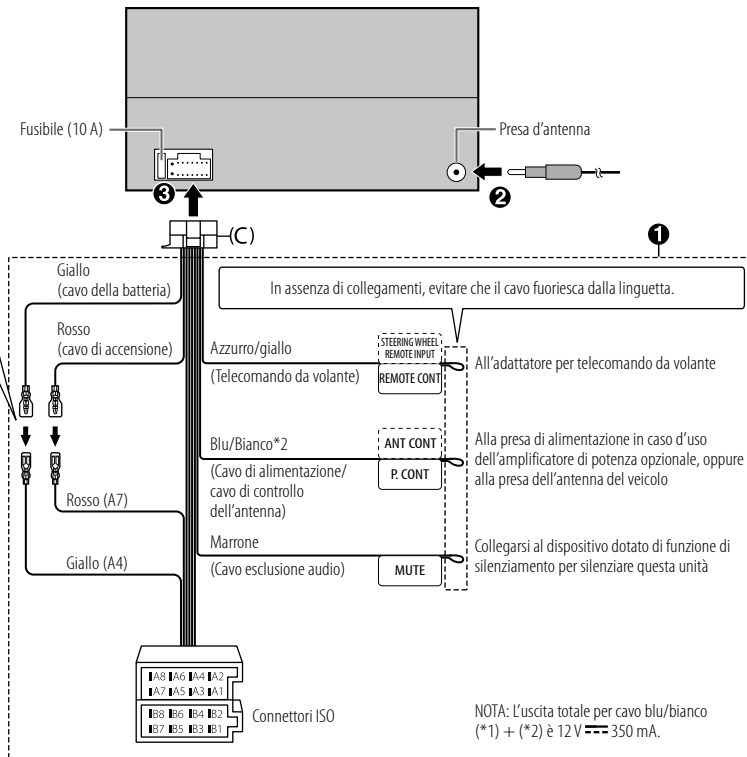 Fusibile (10 A)
Presa d'antenna
❸
❷
(C)
❶
Giallo
(cavo della batteria)
In assenza di collegamenti, evitare che il cavo fuoriesca dalla linguetta.
Rosso
(cavo di accensione)
Azzurro/giallo
(Telecomando da volante)
STEERING WHEEL
REMOTE INPUT
REMOTE CONT
All'adattatore per telecomando da volante
Blu/Bianco*2
(Cavo di alimentazione/
cavo di controllo
dell'antenna)
ANT CONT
P. CONT
Alla presa di alimentazione in caso d'uso
dell'amplificatore di potenza opzionale, oppure
alla presa dell'antenna del veicolo
Rosso (A7)
Marrone
(Cavo esclusione audio)
MUTE
Collegarsi al dispositivo dotato di funzione di
silenziamento per silenziare questa unità
Giallo (A4)
A8 A6 A4 A2
A7 A5 A3 A1
B8 B6 B4 B2
B7 B5 B3 B1
Connettori ISO
NOTA: L'uscita totale per cavo blu/bianco
(*1) + (*2) è 12 V ⎓ 350 mA.